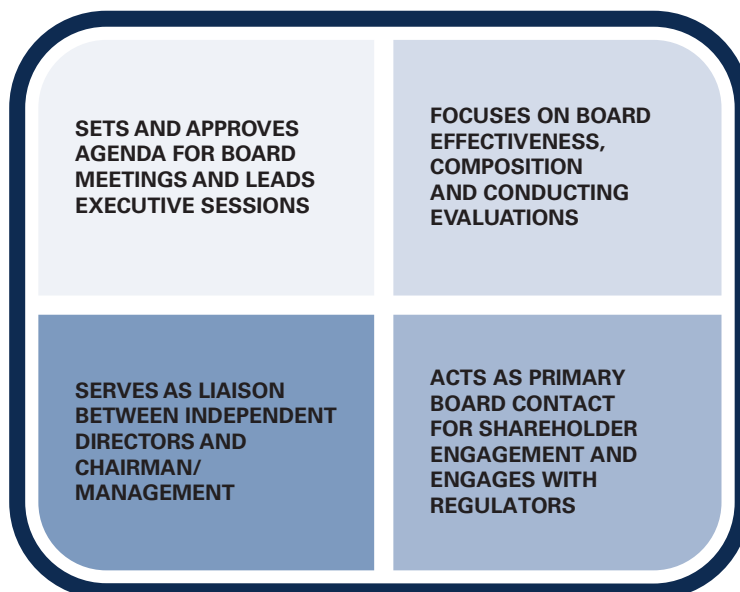 SETS AND APPROVES
AGENDA FOR BOARD
MEETINGS AND LEADS
EXECUTIVE SESSIONS
FOCUSES ON BOARD
EFFECTIVENESS,
COMPOSITION
AND CONDUCTING
EVALUATIONS
SERVES AS LIAISON
BETWEEN INDEPENDENT
DIRECTORS AND
CHAIRMAN/
MANAGEMENT
ACTS AS PRIMARY
BOARD CONTACT
FOR SHAREHOLDER
ENGAGEMENT AND
ENGAGES WITH
REGULATORS